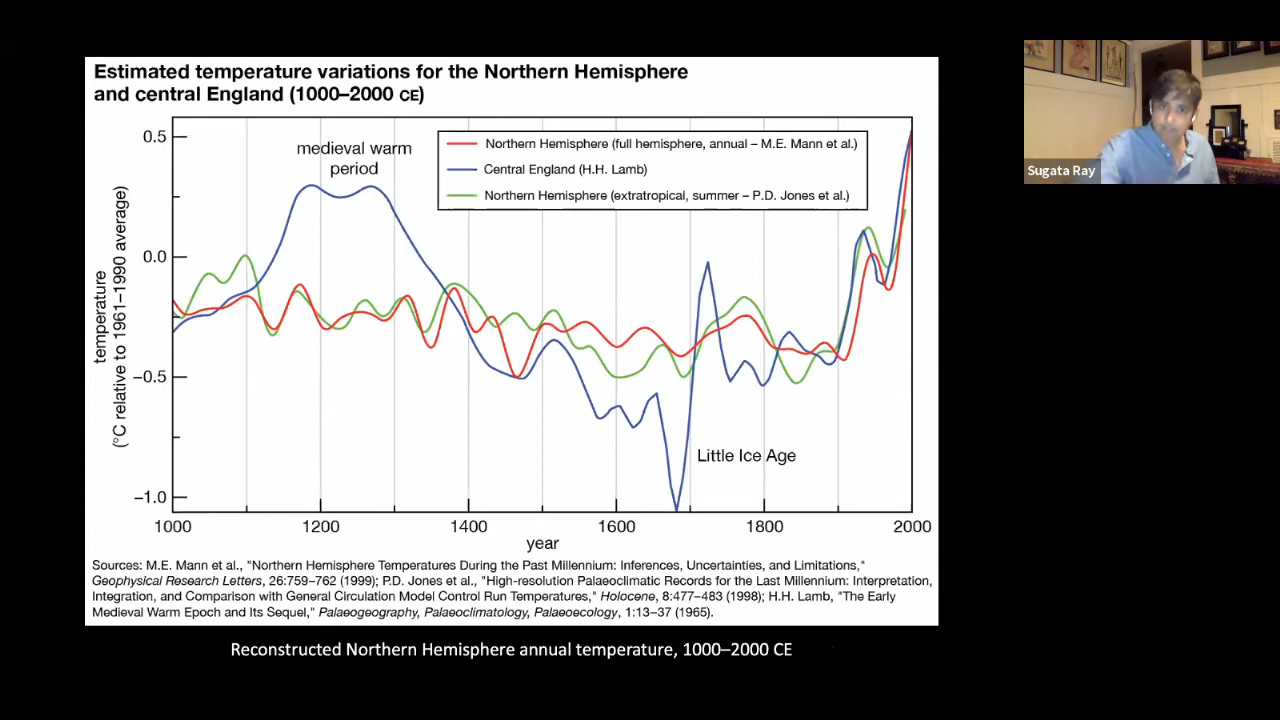 Estimated temperature variations for the Northern Hemisphere
and central England (1000–2000 CE)
medieval warm
period
Northern Hemisphere (full hemisphere, annual – M.E. Mann et al.)
Central England (H.H. Lamb)
Northern Hemisphere (extratropical, summer – P.D. Jones et al.)
temperature
(°C relative to 1961–1990 average)
0.5
0.0
−0.5
−1.0
Little Ice Age
1000
1200
1400
1600
1800
2000
year
Sources: M.E. Mann et al., "Northern Hemisphere Temperatures During the Past Millennium: Inferences, Uncertainties, and Limitations,"
Geophysical Research Letters, 26:759–762 (1999); P.D. Jones et al., "High-resolution Palaeoclimatic Records for the Last Millennium: Interpretation,
Integration, and Comparison with General Circulation Model Control Run Temperatures," Holocene, 8:477–483 (1998); H.H. Lamb, "The Early
Medieval Warm Epoch and Its Sequel," Palaeogeography, Palaeoclimatology, Palaeoecology, 1:13–37 (1965).
Reconstructed Northern Hemisphere annual temperature, 1000–2000 CE
Sugata Ray